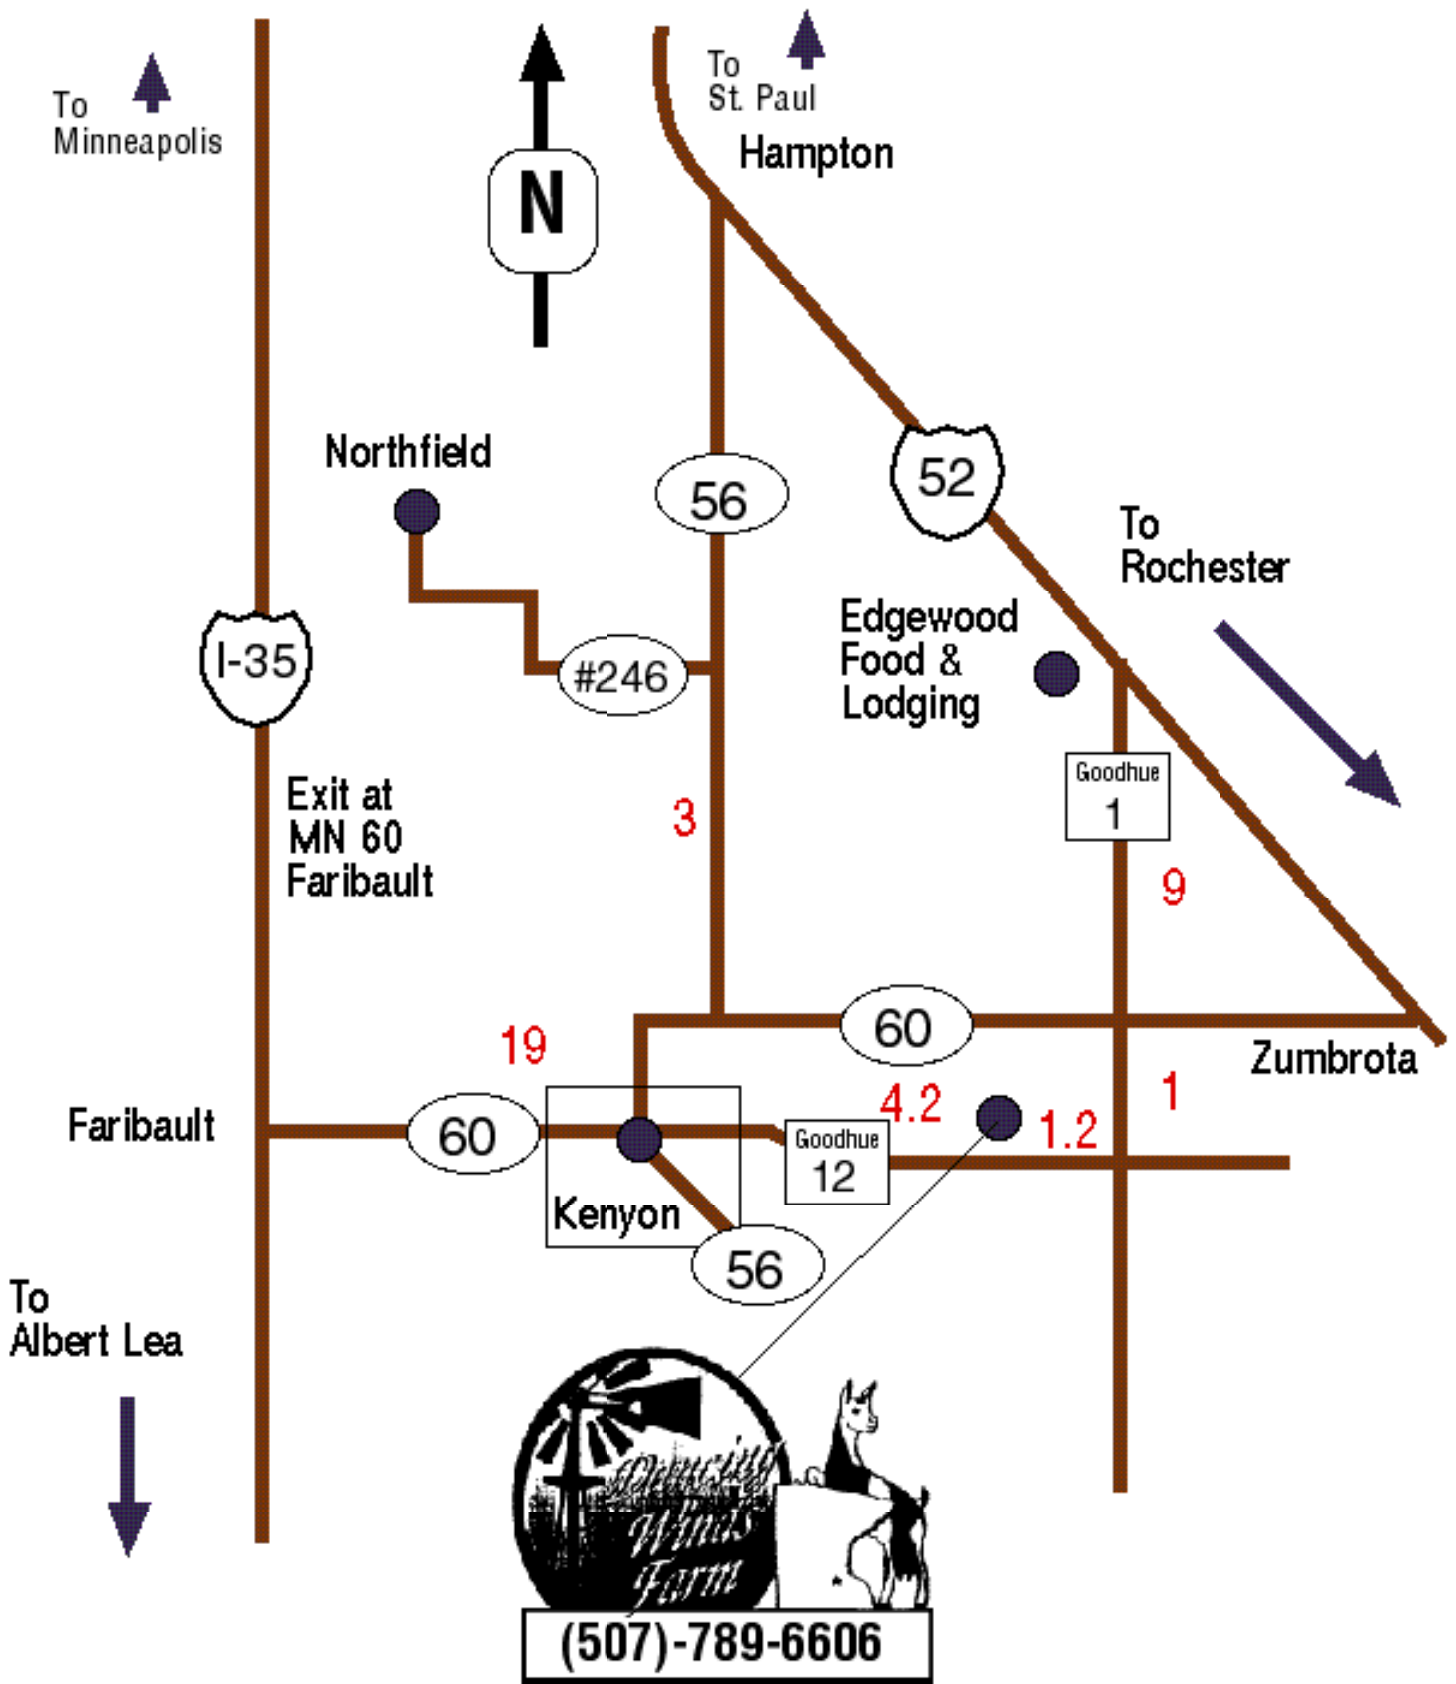 To
St. Paul
To
Minneapolis
Hampton
N
Northfield
56
52
To
Rochester
Edgewood
Food &
Lodging
I-35
#246
Goodhue
1
Exit at
MN 60
Faribault
3
9
60
19
Zumbrota
4.2
1
1.2
Faribault
60
Goodhue
12
Kenyon
56
To
Albert Lea
Winds
Farm
(507)-789-6606